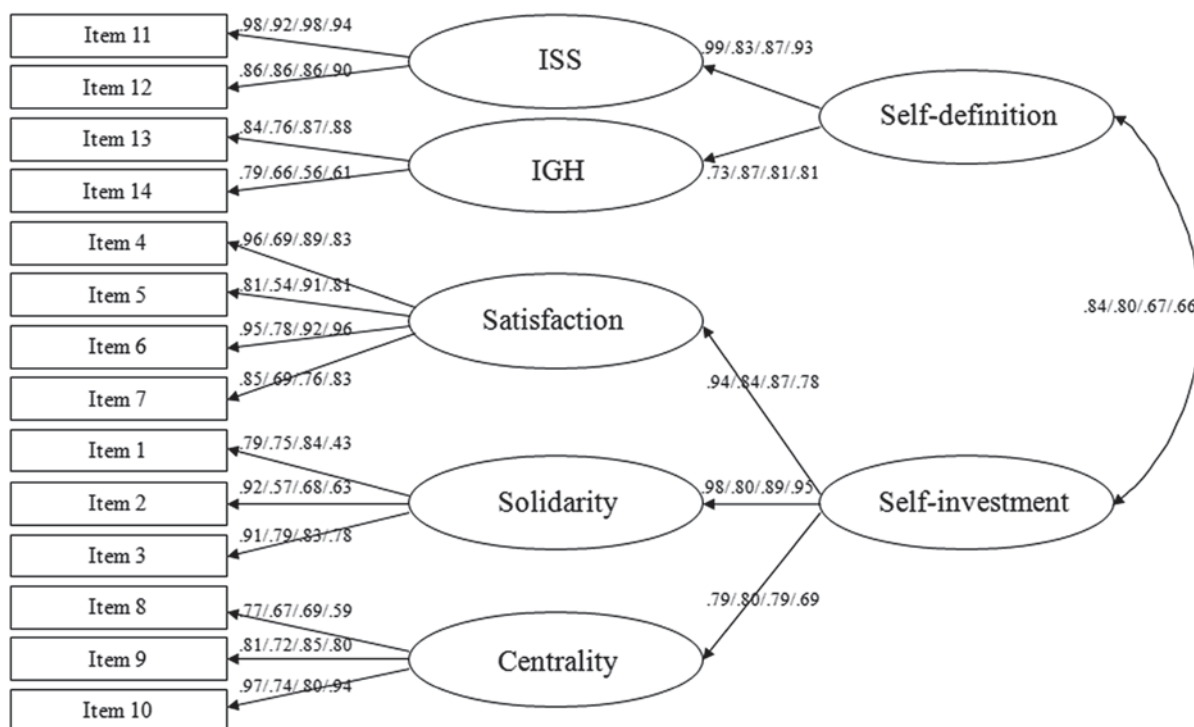 Item 11
.98/.92/.98/.94
ISS
.99/.83/.87/.93
Item 12
.86/.86/.86/.90
Self-definition
Item 13
.84/.76/.87/.88
IGH
.73/.87/.81/.81
Item 14
.79/.66/.56/.61
Item 4
.96/.69/.89/.83
Item 5
.81/.54/.91/.81
Satisfaction
.84/.80/.67/.66
Item 6
.95/.78/.92/.96
Item 7
.85/.69/.76/.83
.94/.84/.87/.78
Item 1
.79/.75/.84/.43
Item 2
.92/.57/.68/.63
Solidarity
.98/.80/.89/.95
Self-investment
Item 3
.91/.79/.83/.78
Item 8
.77/.67/.69/.59
.79/.80/.79/.69
Item 9
.81/.72/.85/.80
Centrality
Item 10
.97/.74/.80/.94